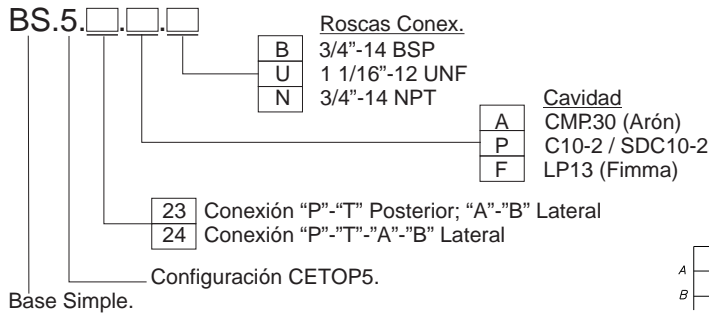 BS.5. . .
Roscas Conex.
B 3/4”-14 BSP
U 1 1/16”-12 UNF
N 3/4”-14 NPT
Cavidad
A CMP.30 (Arón)
P C10-2 / SDC10-2
F LP13 (Fimma)
23 Conexión “P”-“T” Posterior; “A”-”B” Lateral
24 Conexión “P”-”T”-”A”-”B” Lateral
Configuración CETOP5.
Base Simple.
A
B